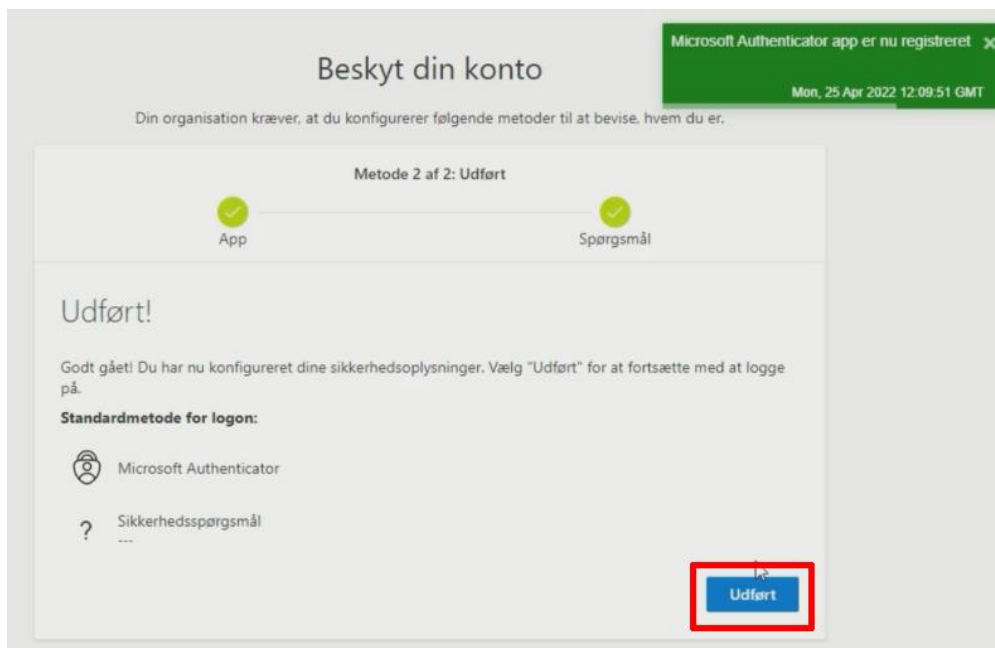 Microsoft Authenticator app er nu registreret
Mon, 25 Apr 2022 12:09:51 GMT
Beskyt din konto
Din organisation kræver, at du konfigurerer følgende metoder til at bevise, hvem du er.
Metode 2 af 2: Udført
App
Spørgsmål
Udført!
Godt gået! Du har nu konfigureret dine sikkerhedsoplysninger. Vælg "Udført" for at fortsætte med at logge
på.
Standardmetode for logon:
Microsoft Authenticator
? Sikkerhedsspørgsmål
---
Udført